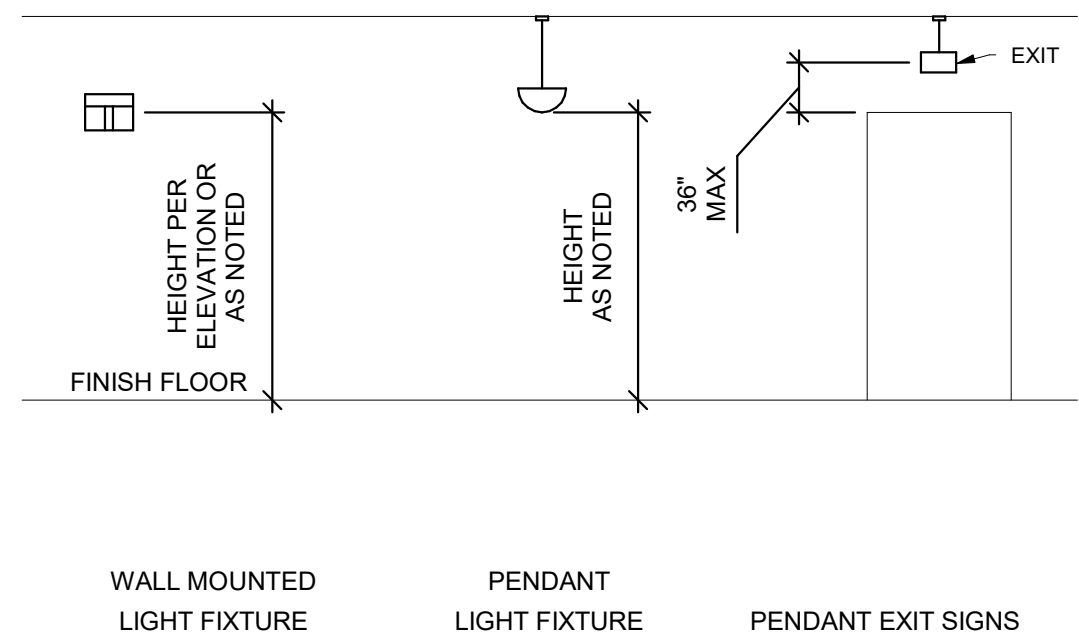 EXIT
HEIGHT PER
ELEVATION OR
AS NOTED
HEIGHT
AS NOTED
36"
MAX
FINISH FLOOR
WALL MOUNTED
LIGHT FIXTURE
PENDANT
LIGHT FIXTURE
PENDANT EXIT SIGNS